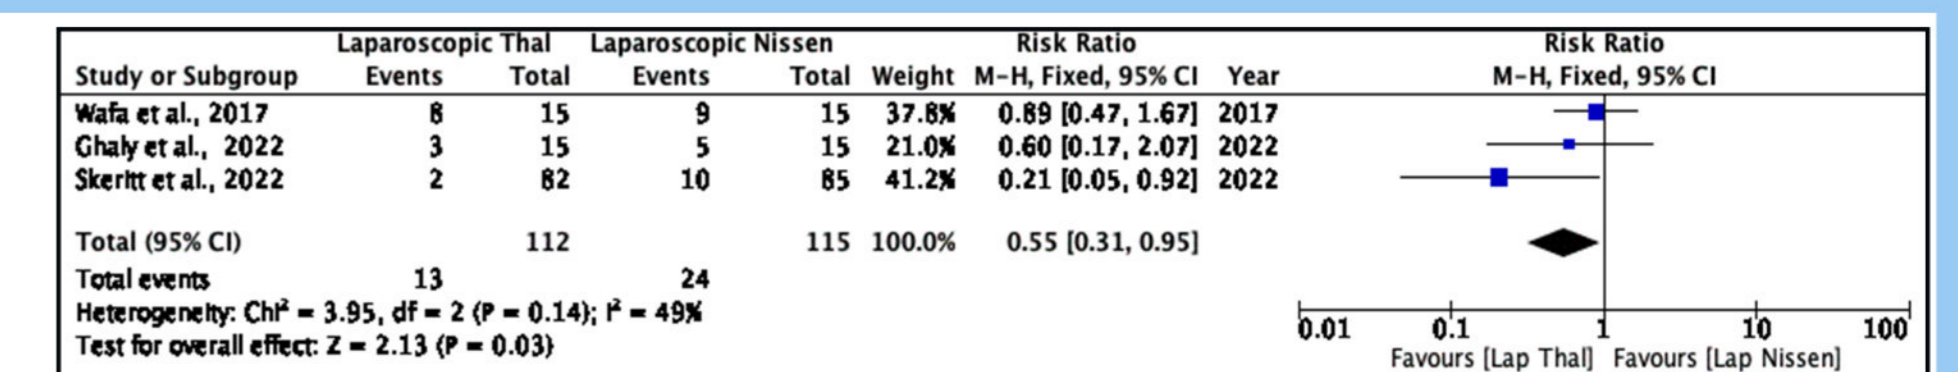 Laparoscopic Thal Laparoscopic Nissen Risk Ratio Risk Ratio
Study or Subgroup Events Total Events Total Weight M-H, Fixed, 95% CI Year M-H, Fixed, 95% CI
Wafa et al., 2017 8 15 9 15 37.8% 0.89 [0.47, 1.67] 2017
Ghaly et al., 2022 3 15 5 15 21.0% 0.60 [0.17, 2.07] 2022
Skeritt et al., 2022 2 82 10 85 41.2% 0.21 [0.05, 0.92] 2022
Total (95% CI) 112 115 100.0% 0.55 [0.31, 0.95]
Total events 13 24
Heterogeneity: Chi² = 3.95, df = 2 (P = 0.14); I² = 49%
Test for overall effect: Z = 2.13 (P = 0.03)
0.01 0.1 1 10 100
Favours [Lap Thal] Favours [Lap Nissen]